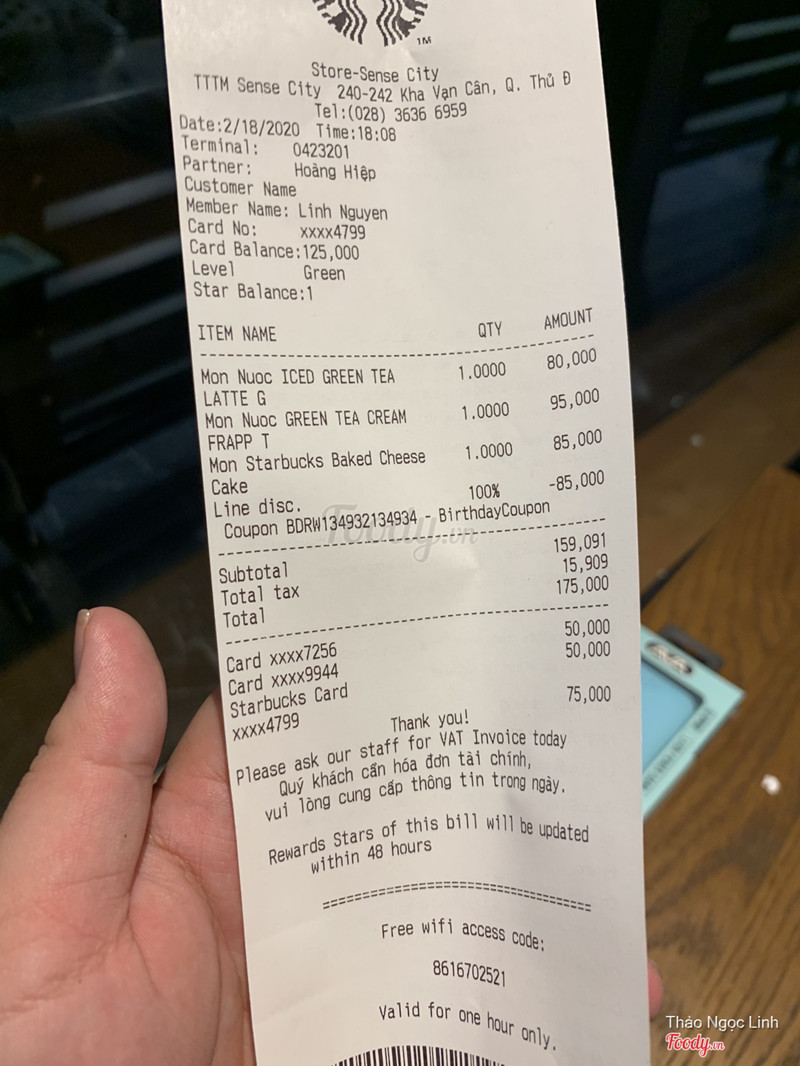 TM
Store-Sense City
TTTM Sense City 240-242 Kha Vạn Cân, Q. Thủ Đ
Tel:(028) 3636 6959
Date:2/18/2020 Time:18:08
Terminal: 0423201
Partner: Hoàng Hiệp
Customer Name
Member Name: Linh Nguyen
Card No: xxxx4799
Card Balance:125,000
Level Green
Star Balance:1
ITEM NAME QTY AMOUNT
Mon Nuoc ICED GREEN TEA 1.0000 80,000
LATTE G
Mon Nuoc GREEN TEA CREAM 1.0000 95,000
FRAPP T
Mon Starbucks Baked Cheese 1.0000 85,000
Cake
Line disc. 100% -85,000
Coupon BDRW134932134934 - BirthdayCoupon
Foody.vn
Subtotal 159,091
Total tax 15,909
Total 175,000
Card xxxx7256 50,000
Card xxxx9944 50,000
Starbucks Card 75,000
xxxx4799
Thank you!
Please ask our staff for VAT Invoice today
Quý khách cần hóa đơn tài chính,
vui lòng cung cấp thông tin trong ngày.
Rewards Stars of this bill will be updated
within 48 hours
Free wifi access code:
8616702521
Valid for one hour only.
Thảo Ngọc Linh
Foody.vn